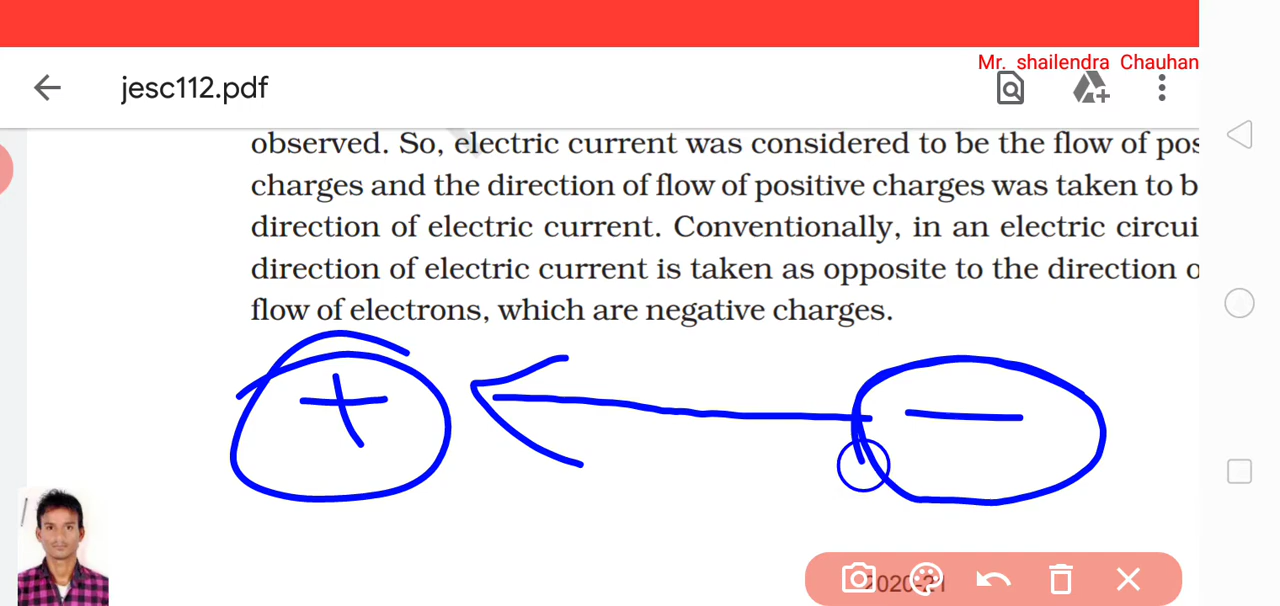 Mr. shailendra Chauhan
jesc112.pdf
observed. So, electric current was considered to be the flow of pos
charges and the direction of flow of positive charges was taken to b
direction of electric current. Conventionally, in an electric circui
direction of electric current is taken as opposite to the direction o
flow of electrons, which are negative charges.
+ −
2020-21